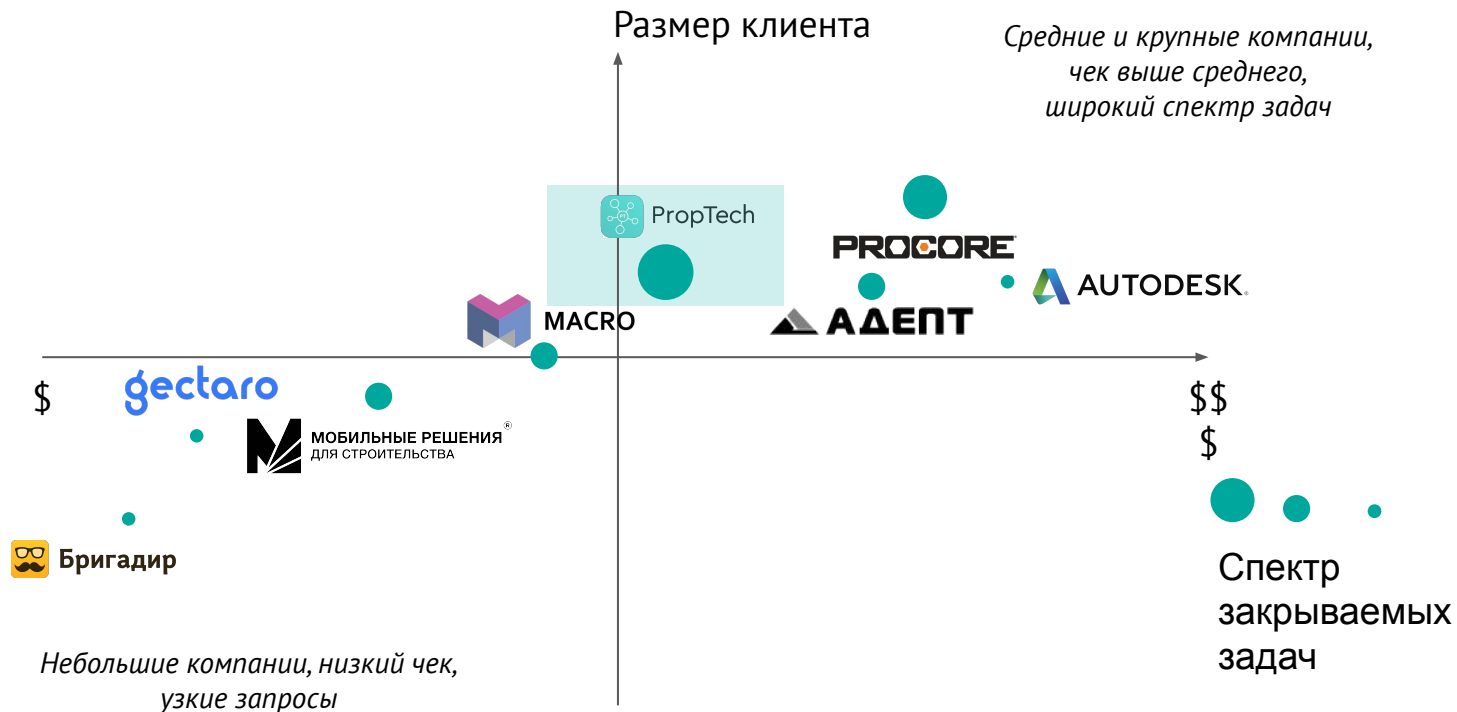 Размер клиента
Средние и крупные компании,
чек выше среднего,
широкий спектр задач
PT
PropTech
PROCORE
AUTODESK.
MACRO
АДЕПТ
$
gectaro
$$
$
МОБИЛЬНЫЕ РЕШЕНИЯ®
ДЛЯ СТРОИТЕЛЬСТВА
Бригадир
Спектр
закрываемых
задач
Небольшие компании, низкий чек,
узкие запросы